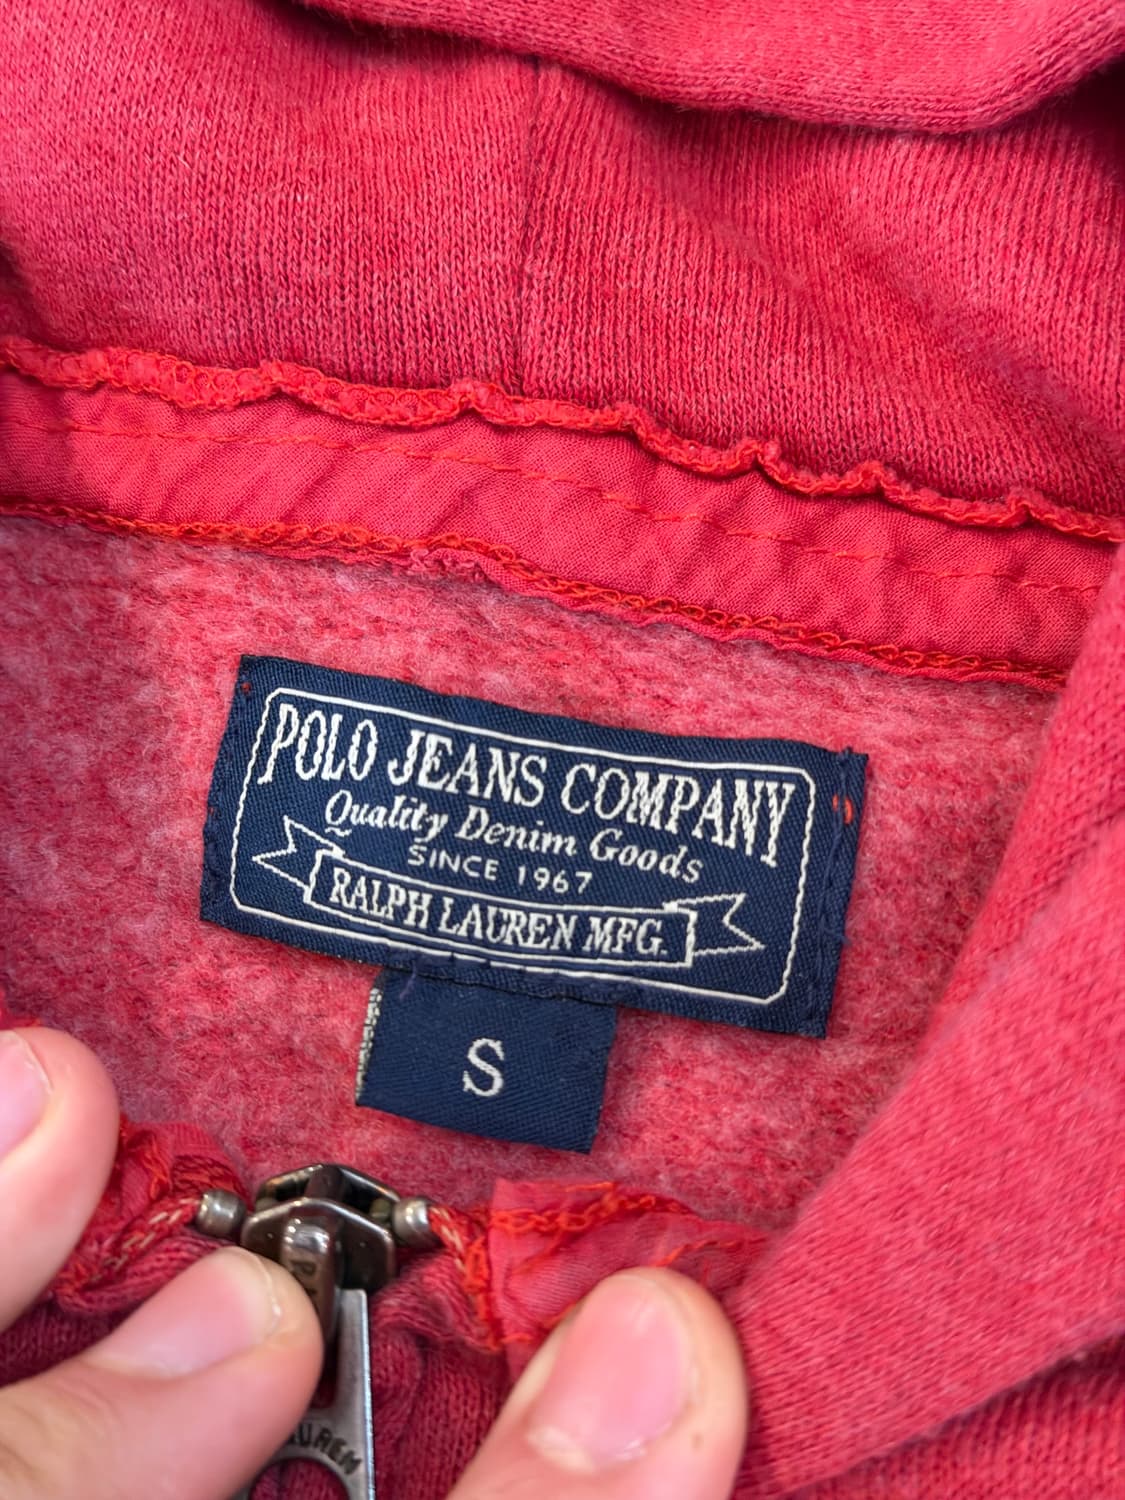 POLO JEANS COMPANY
Quality Denim Goods
SINCE 1967
RALPH LAUREN MFG.
S